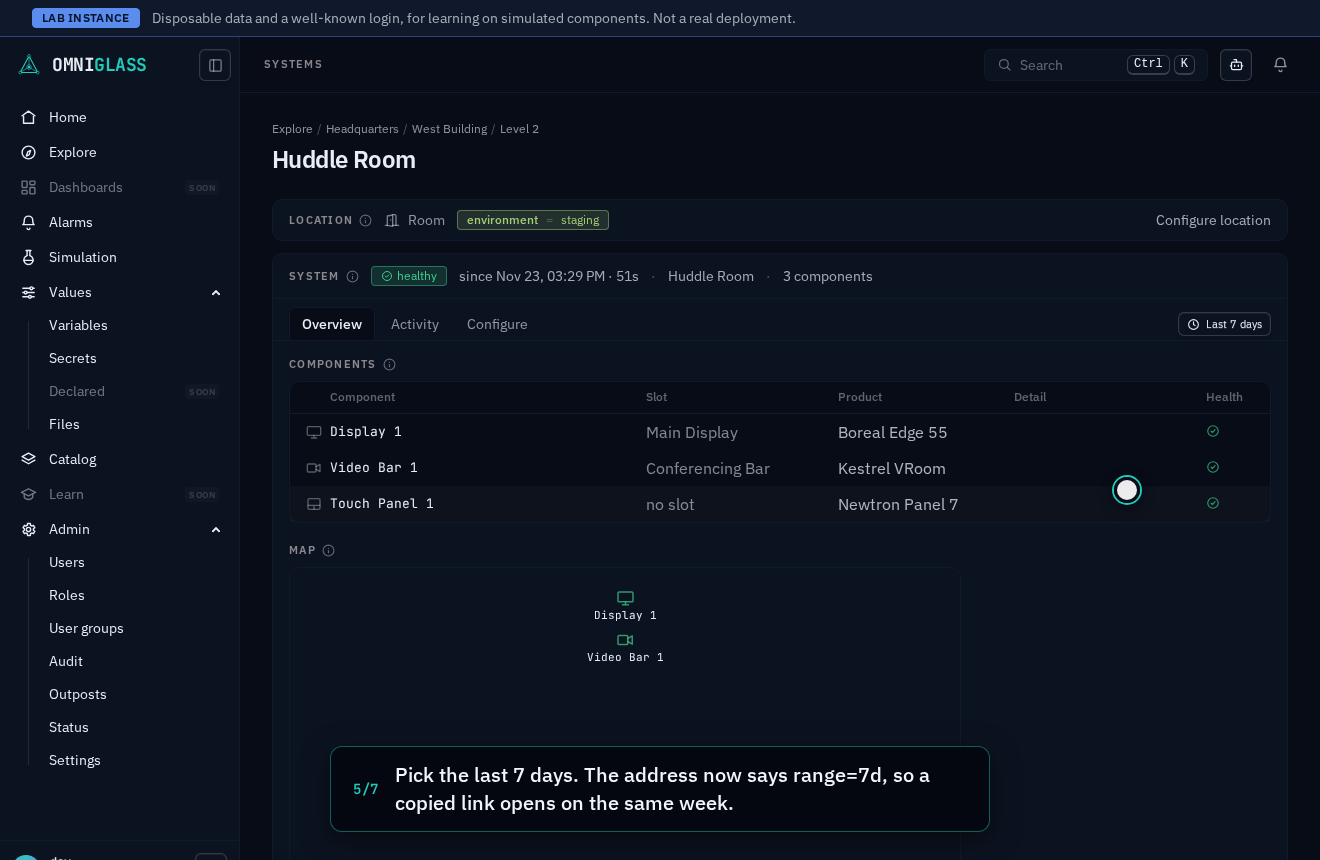 LAB INSTANCE Disposable data and a well-known login, for learning on simulated components. Not a real deployment.
OMNIGLASS
SYSTEMS
Search Ctrl K
Home
Explore
Dashboards SOON
Alarms
Simulation
Values
Variables
Secrets
Declared SOON
Files
Catalog
Learn SOON
Admin
Users
Roles
User groups
Audit
Outposts
Status
Settings
Explore / Headquarters / West Building / Level 2
Huddle Room
LOCATION Room environment = staging Configure location
SYSTEM healthy since Nov 23, 03:29 PM · 51s · Huddle Room · 3 components
Overview Activity Configure Last 7 days
COMPONENTS
Component Slot Product Detail Health
Display 1 Main Display Boreal Edge 55
Video Bar 1 Conferencing Bar Kestrel VRoom
Touch Panel 1 no slot Newtron Panel 7
MAP
Display 1
Video Bar 1
5/7 Pick the last 7 days. The address now says range=7d, so a
copied link opens on the same week.